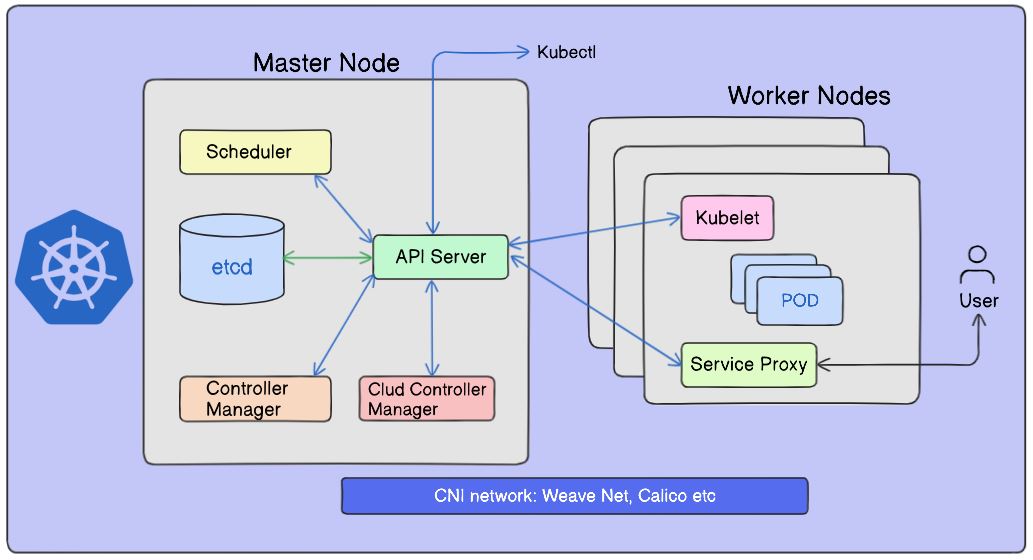 Kubectl
Master Node
Worker Nodes
Scheduler
Kubelet
etcd
API Server
POD
User
Service Proxy
Controller
Manager
Clud Controller
Manager
CNI network: Weave Net, Calico etc